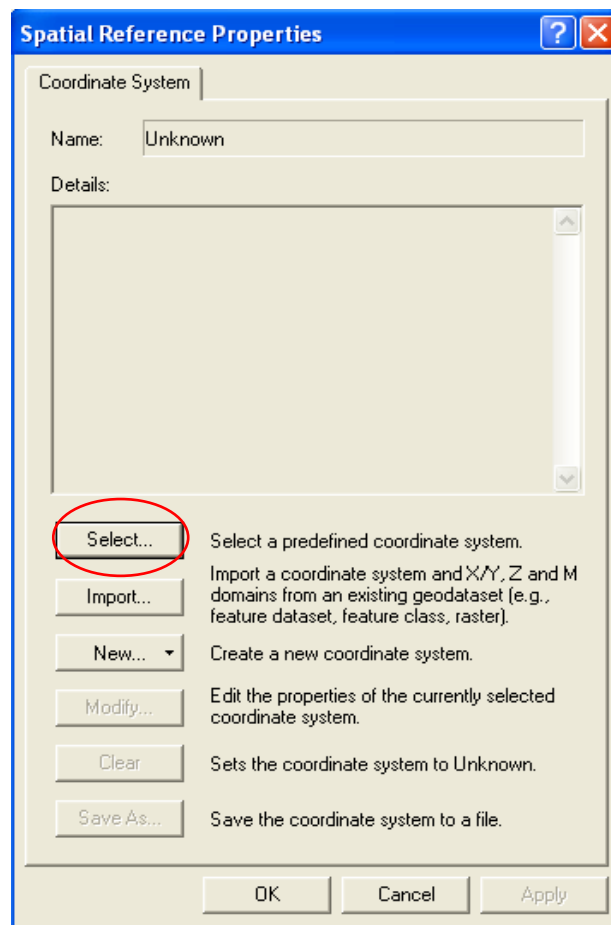 Spatial Reference Properties
Coordinate System
Name: Unknown
Details:
Select... Select a predefined coordinate system.
Import... Import a coordinate system and X/Y, Z and M
domains from an existing geodataset (e.g.,
feature dataset, feature class, raster).
New... Create a new coordinate system.
Modify... Edit the properties of the currently selected
coordinate system.
Clear Sets the coordinate system to Unknown.
Save As... Save the coordinate system to a file.
OK Cancel Apply